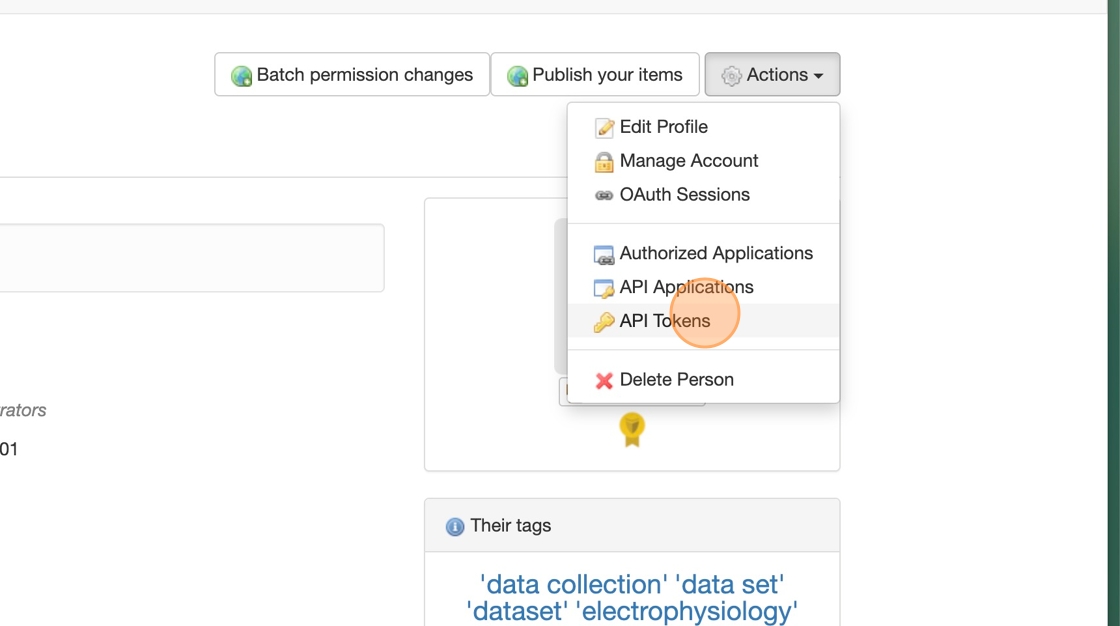 Batch permission changes
Publish your items
Actions
Edit Profile
Manage Account
OAuth Sessions
Authorized Applications
API Applications
API Tokens
Delete Person
rators
01
Their tags
'data collection' 'data set'
'dataset' 'electrophysiology'